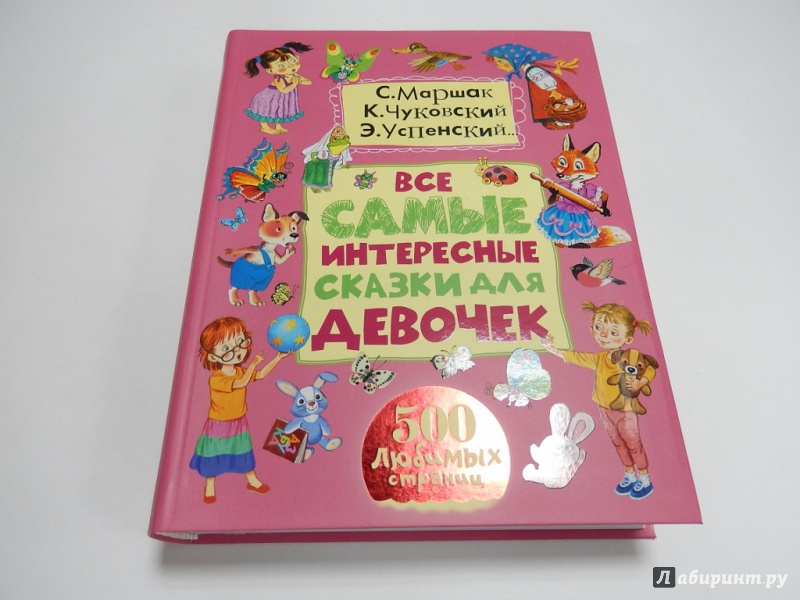 С. Маршак
К. Чуковский
Э. Успенский...
ВСЕ
САМЫЕ
ИНТЕРЕСНЫЕ
СКАЗКИ ДЛЯ
ДЕВОЧЕК
500
любимых
страниц
Лабиринт.ру